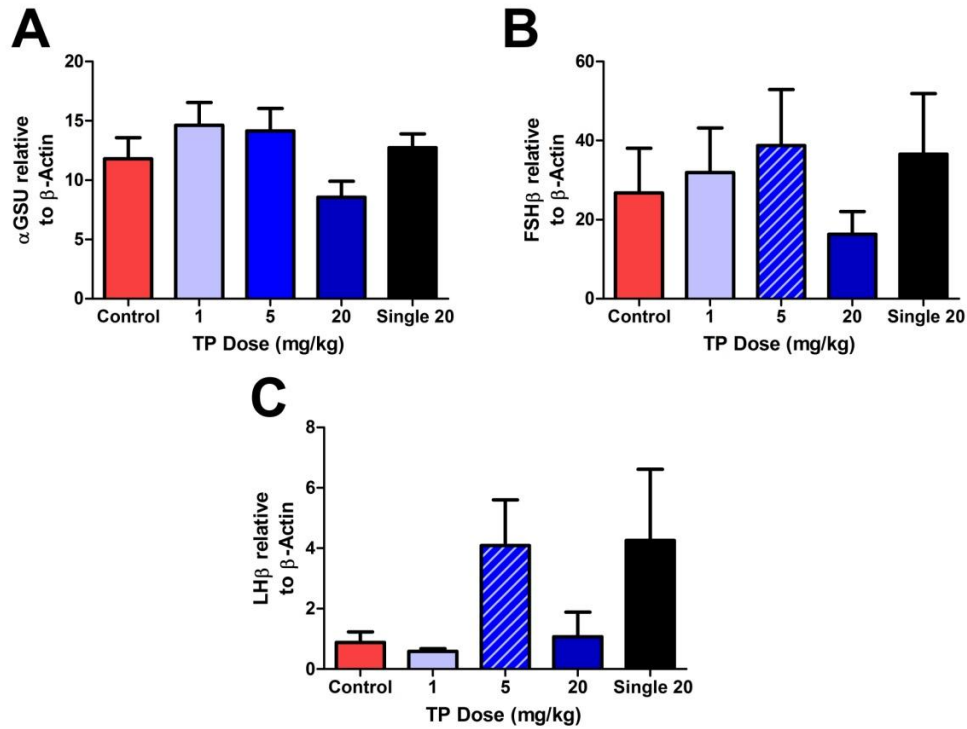 A
20
15
10
5
0
αGSU relative
to β-Actin
Control 1 5 20 Single 20
TP Dose (mg/kg)
B
60
40
20
0
FSHβ relative
to β-Actin
Control 1 5 20 Single 20
TP Dose (mg/kg)
C
8
6
4
2
0
LHβ relative
to β-Actin
Control 1 5 20 Single 20
TP Dose (mg/kg)